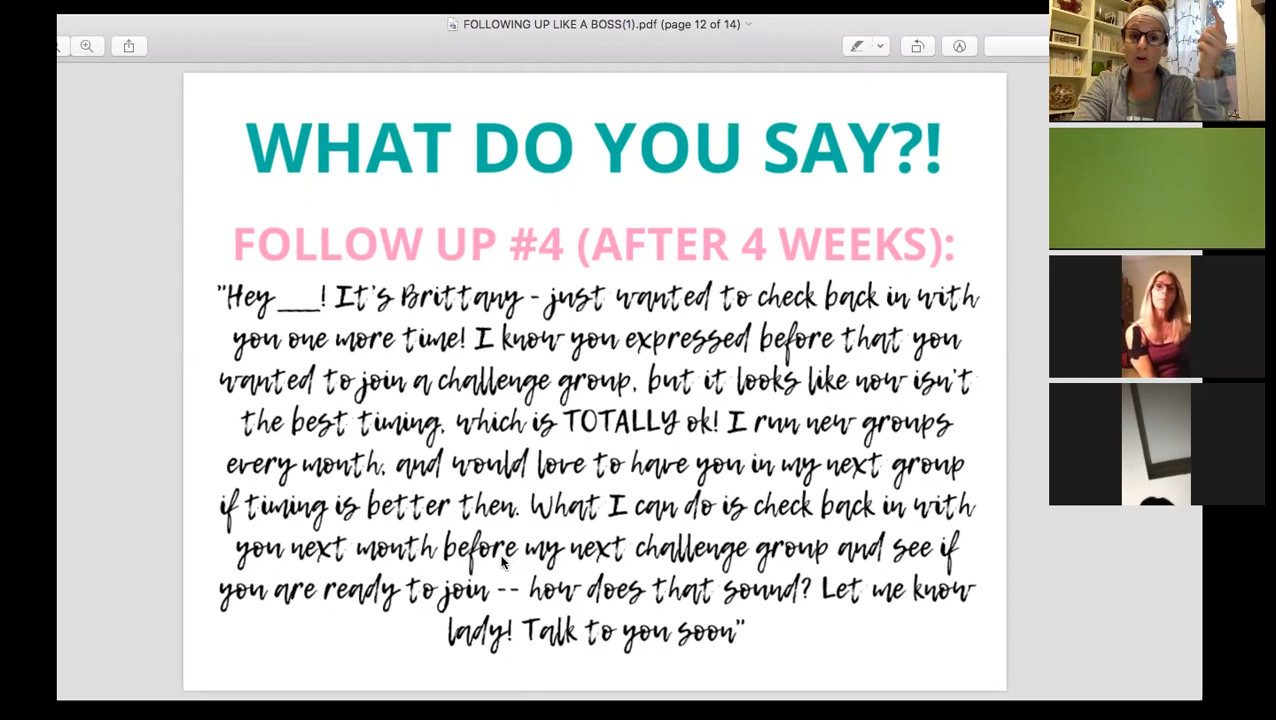 FOLLOWING UP LIKE A BOSS(1).pdf (page 12 of 14)
WHAT DO YOU SAY?!
FOLLOW UP #4 (AFTER 4 WEEKS):
"Hey ___! It's Brittany - just wanted to check back in with
you one more time! I know you expressed before that you
wanted to join a challenge group, but it looks like now isn't
the best timing, which is TOTALLY ok! I run new groups
every month, and would love to have you in my next group
if timing is better then. What I can do is check back in with
you next month before my next challenge group and see if
you are ready to join -- how does that sound? Let me know
lady! Talk to you soon"